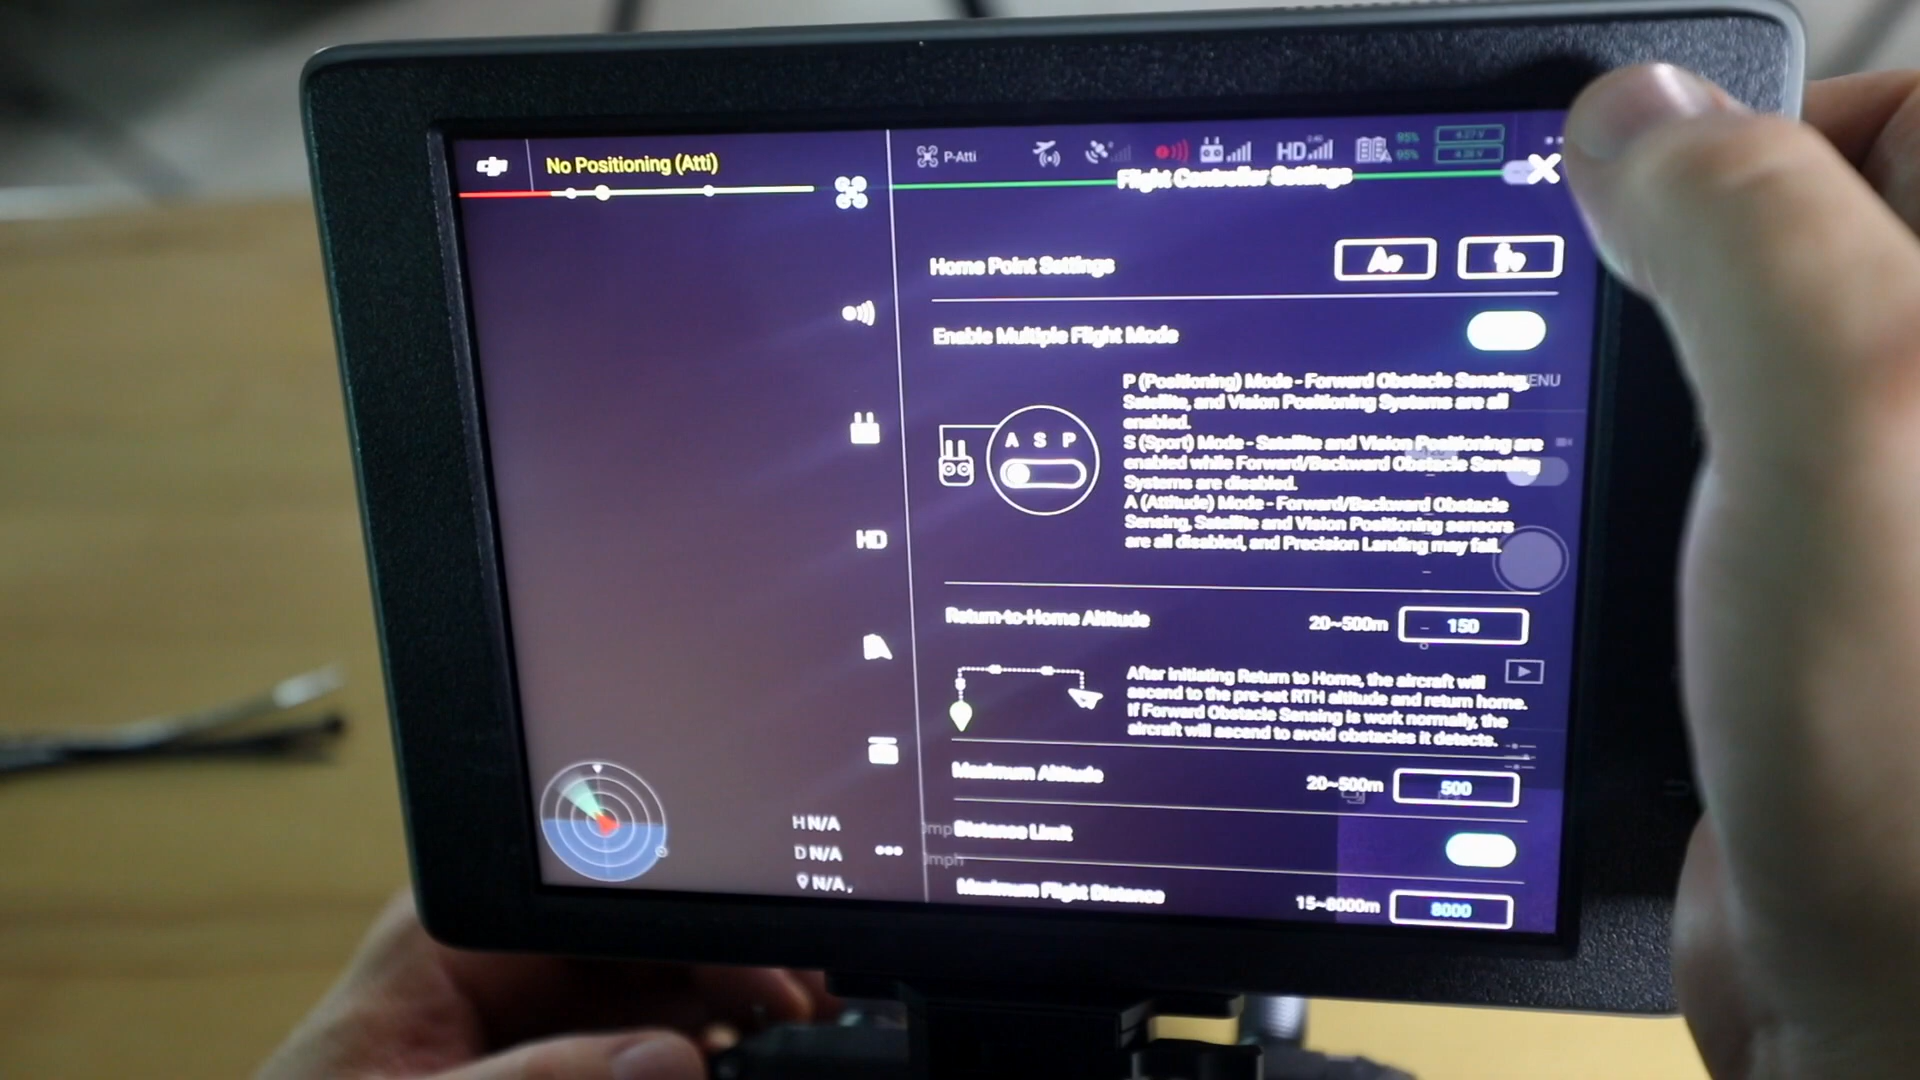 dji
No Positioning (Atti)
P-Atti
HD
95%
95%
Flight Controller Settings
Home Point Settings
Enable Multiple Flight Mode
MENU
A S P
P (Positioning) Mode - Forward Obstacle Sensing,
Satellite, and Vision Positioning Systems are all
enabled.
S (Sport) Mode - Satellite and Vision Positioning are
enabled while Forward/Backward Obstacle Sensing
Systems are disabled.
A (Attitude) Mode - Forward/Backward Obstacle
Sensing, Satellite and Vision Positioning sensors
are all disabled, and Precision Landing may fail.
HD
Return-to-Home Altitude 20~500m 150
After initiating Return to Home, the aircraft will
ascend to the pre-set RTH altitude and return home.
If Forward Obstacle Sensing is work normally, the
aircraft will ascend to avoid obstacles it detects.
Maximum Altitude 20~500m 500
H N/A
Distance Limit
D N/A
mph
N/A
Maximum Flight Distance 15~8000m 8000